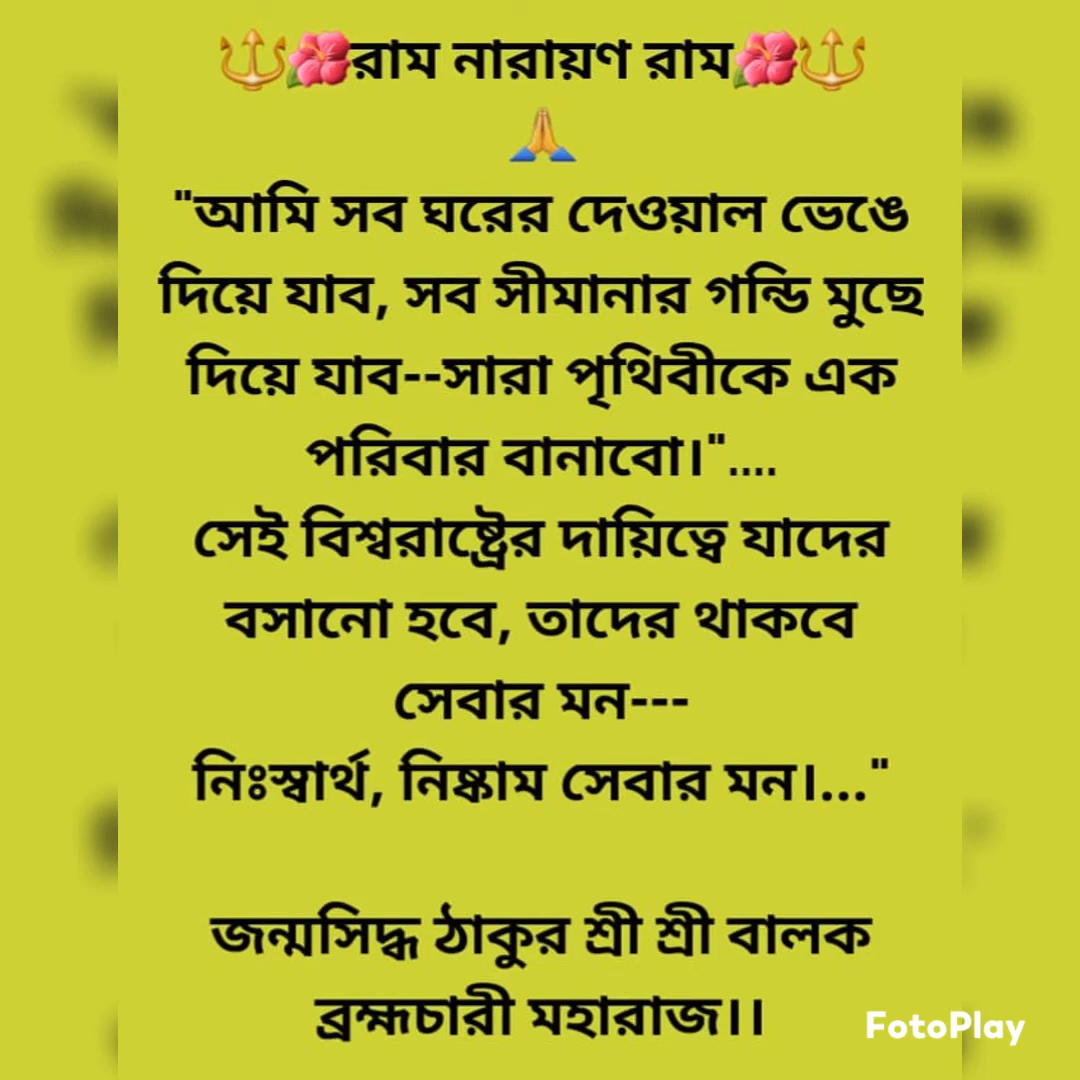 🔱🌺রাম নারায়ণ রাম🌺🔱
🙏
"আমি সব ঘরের দেওয়াল ভেঙে
দিয়ে যাব, সব সীমানার গন্ডি মুছে
দিয়ে যাব--সারা পৃথিবীকে এক
পরিবার বানাবো।"....
সেই বিশ্বরাষ্ট্রের দায়িত্বে যাদের
বসানো হবে, তাদের থাকবে
সেবার মন---
নিঃস্বার্থ, নিষ্কাম সেবার মন।..."
জন্মসিদ্ধ ঠাকুর শ্রী শ্রী বালক
ব্রহ্মচারী মহারাজ।।
FotoPlay